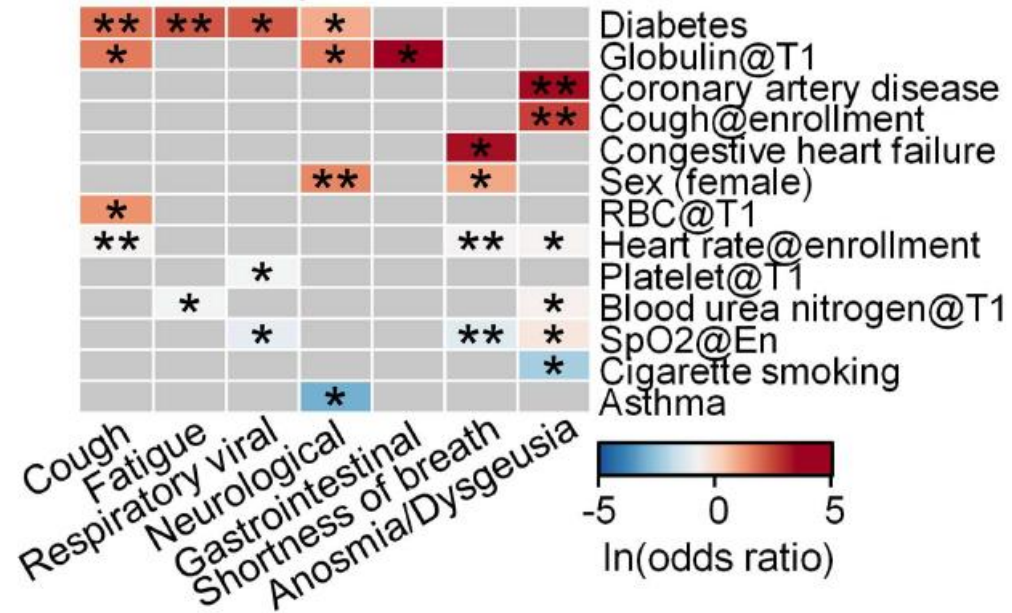 ** ** * * Diabetes
* * * Globulin@T1
** Coronary artery disease
** Cough@enrollment
* Congestive heart failure
** * Sex (female)
* RBC@T1
** ** * Heart rate@enrollment
* Platelet@T1
* * Blood urea nitrogen@T1
* ** * SpO2@En
* Cigarette smoking
* Asthma
Cough
Fatigue
Respiratory viral
Neurological
Gastrointestinal
Shortness of breath
Anosmia/Dysgeusia
-5 0 5
ln(odds ratio)